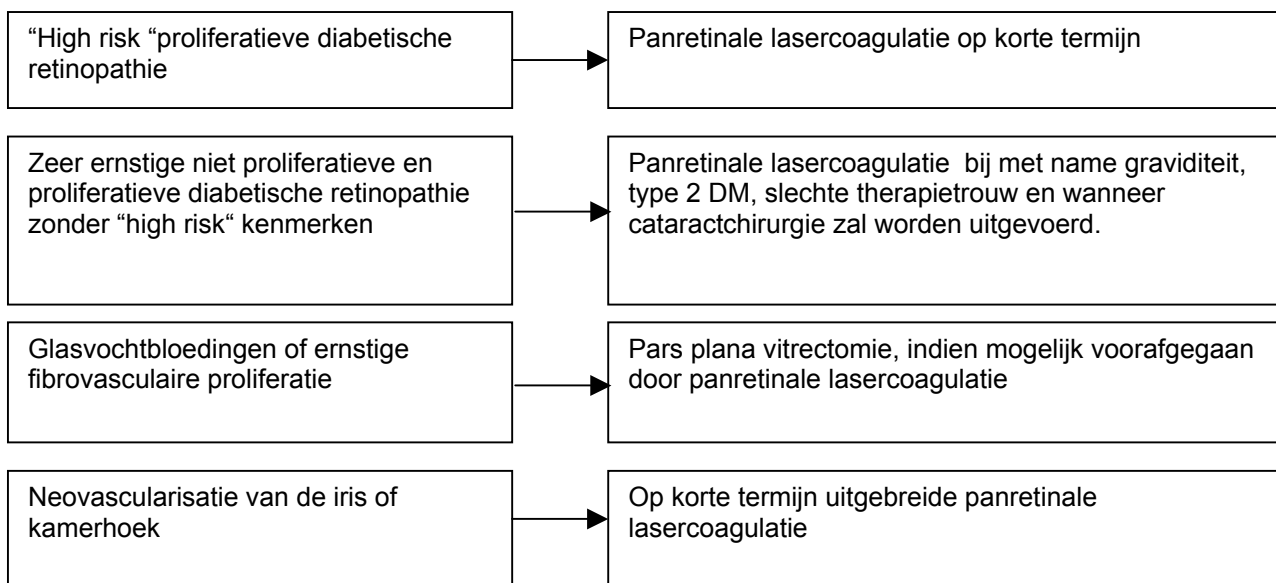 “High risk “proliferatieve diabetische
retinopathie
Panretinale lasercoagulatie op korte termijn
Zeer ernstige niet proliferatieve en
proliferatieve diabetische retinopathie
zonder “high risk“ kenmerken
Panretinale lasercoagulatie bij met name graviditeit,
type 2 DM, slechte therapietrouw en wanneer
cataractchirurgie zal worden uitgevoerd.
Glasvochtbloedingen of ernstige
fibrovasculaire proliferatie
Pars plana vitrectomie, indien mogelijk voorafgegaan
door panretinale lasercoagulatie
Neovascularisatie van de iris of
kamerhoek
Op korte termijn uitgebreide panretinale
lasercoagulatie